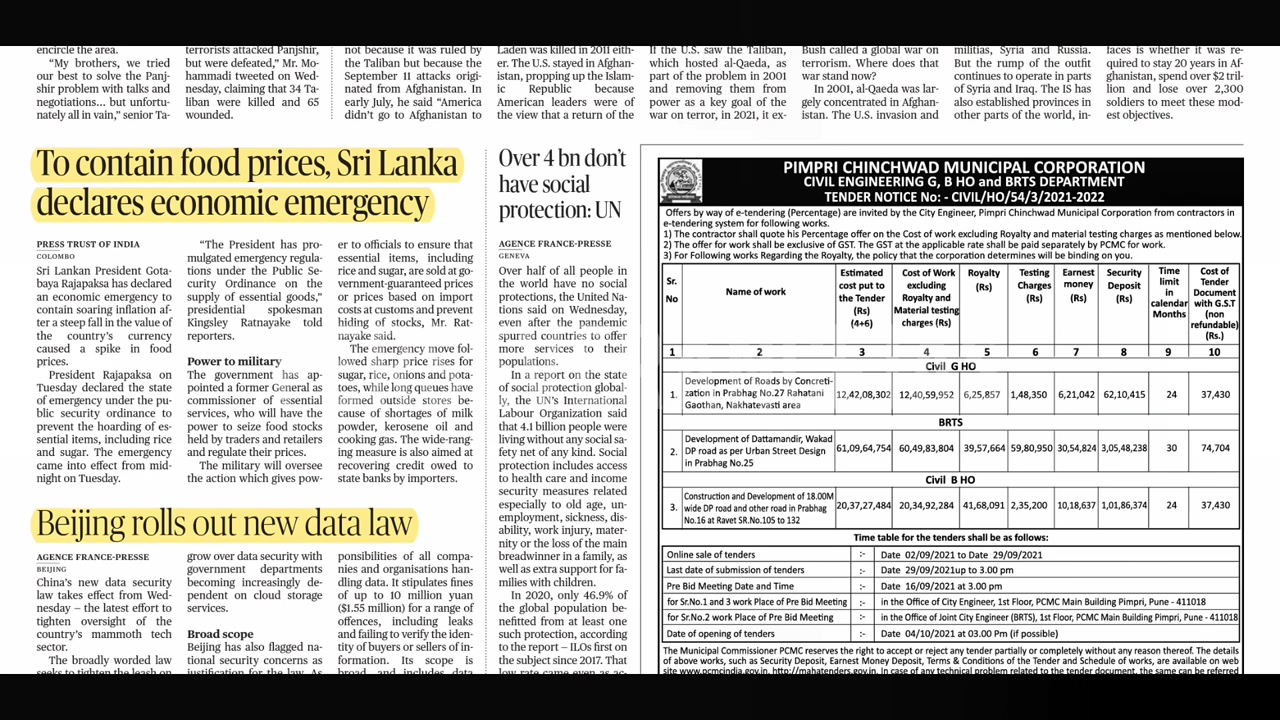 encircle the area.
"My brothers, we tried
our best to solve the Panj-
shir problem with talks and
negotiations... but unfortu-
nately all in vain," senior Ta-
terrorists attacked Panjshir,
but were defeated," Mr. Mo-
hammadi tweeted on Wed-
nesday, claiming that 34 Ta-
liban were killed and 65
wounded.
not because it was ruled by
the Taliban but because the
September 11 attacks origi-
nated from Afghanistan. In
early July, he said "America
didn't go to Afghanistan to
Laden was killed in 2011 eith-
er. The U.S. stayed in Afghan-
istan, propping up the Islam-
ic Republic because
American leaders were of
the view that a return of the
If the U.S. saw the Taliban,
which hosted al-Qaeda, as
part of the problem in 2001
and removing them from
power as a key goal of the
war on terror, in 2021, it ex-
Bush called a global war on
terrorism. Where does that
war stand now?
In 2001, al-Qaeda was lar-
gely concentrated in Afghan-
istan. The U.S. invasion and
militias, Syria and Russia.
But the rump of the outfit
continues to operate in parts
of Syria and Iraq. The IS has
also established provinces in
other parts of the world, in-
faces is whether it was re-
quired to stay 20 years in Af-
ghanistan, spend over $2 tril-
lion and lose over 2,300
soldiers to meet these mod-
est objectives.
To contain food prices, Sri Lanka
declares economic emergency
PRESS TRUST OF INDIA
COLOMBO
Sri Lankan President Gota-
baya Rajapaksa has declared
an economic emergency to
contain soaring inflation af-
ter a steep fall in the value of
the country's currency
caused a spike in food
prices.
President Rajapaksa on
Tuesday declared the state
of emergency under the pu-
blic security ordinance to
prevent the hoarding of es-
sential items, including rice
and sugar. The emergency
came into effect from mid-
night on Tuesday.
"The President has pro-
mulgated emergency regula-
tions under the Public Se-
curity Ordinance on the
supply of essential goods,"
presidential spokesman
Kingsley Ratnayake told
reporters.
Power to military
The government has ap-
pointed a former General as
commissioner of essential
services, who will have the
power to seize food stocks
held by traders and retailers
and regulate their prices.
The military will oversee
the action which gives pow-
er to officials to ensure that
essential items, including
rice and sugar, are sold at go-
vernment-guaranteed prices
or prices based on import
costs at customs and prevent
hiding of stocks, Mr. Rat-
nayake said.
The emergency move fol-
lowed sharp price rises for
sugar, rice, onions and pota-
toes, while long queues have
formed outside stores be-
cause of shortages of milk
powder, kerosene oil and
cooking gas. The wide-rang-
ing measure is also aimed at
recovering credit owed to
state banks by importers.
Beijing rolls out new data law
AGENCE FRANCE-PRESSE
BEIJING
China's new data security
law takes effect from Wed-
nesday – the latest effort to
tighten oversight of the
country's mammoth tech
sector.
The broadly worded law
seeks to tighten the leash on
grow over data security with
government departments
becoming increasingly de-
pendent on cloud storage
services.
Broad scope
Beijing has also flagged na-
tional security concerns as
justification for the law. As
ponsibilities of all compa-
nies and organisations han-
dling data. It stipulates fines
of up to 10 million yuan
($1.55 million) for a range of
offences, including leaks
and failing to verify the iden-
tity of buyers or sellers of in-
formation. Its scope is
broad, and includes data
Over 4 bn don't
have social
protection: UN
AGENCE FRANCE-PRESSE
GENEVA
Over half of all people in
the world have no social
protections, the United Na-
tions said on Wednesday,
even after the pandemic
spurred countries to offer
more services to their
populations.
In a report on the state
of social protection global-
ly, the UN's International
Labour Organization said
that 4.1 billion people were
living without any social sa-
fety net of any kind. Social
protection includes access
to health care and income
security measures related
especially to old age, un-
employment, sickness, dis-
ability, work injury, mater-
nity or the loss of the main
breadwinner in a family, as
well as extra support for fa-
milies with children.
In 2020, only 46.9% of
the global population be-
nefitted from at least one
such protection, according
to the report – ILOs first on
the subject since 2017. That
low rate came even as ac-
PIMPRI CHINCHWAD MUNICIPAL CORPORATION
CIVIL ENGINEERING G, B HO and BRTS DEPARTMENT
TENDER NOTICE No: - CIVIL/HO/54/3/2021-2022
Offers by way of e-tendering (Percentage) are invited by the City Engineer, Pimpri Chinchwad Municipal Corporation from contractors in
e-tendering system for following works.
1) The contractor shall quote his Percentage offer on the Cost of work excluding Royalty and material testing charges as mentioned below.
2) The offer for work shall be exclusive of GST. The GST at the applicable rate shall be paid separately by PCMC for work.
3) For Following works Regarding the Royalty, the policy that the corporation determines will be binding on you.
Sr. No
Name of work
Estimated cost put to the Tender (Rs) (4+6)
Cost of Work excluding Royalty and Material testing charges (Rs)
Royalty (Rs)
Testing Charges (Rs)
Earnest money (Rs)
Security Deposit (Rs)
Time limit in calendar Months
Cost of Tender Document with G.S.T (non refundable) (Rs.)
1 2 3 4 5 6 7 8 9 10
Civil G HO
1. Development of Roads by Concreti-
zation in Prabhag No.27 Rahatani
Gaothan, Nakhatevasti area
12,42,08,302 12,40,59,952 6,25,857 1,48,350 6,21,042 62,10,415 24 37,430
BRTS
2. Development of Dattamandir, Wakad
DP road as per Urban Street Design
in Prabhag No.25
61,09,64,754 60,49,83,804 39,57,664 59,80,950 30,54,824 3,05,48,238 30 74,704
Civil B HO
3. Construction and Development of 18.00M
wide DP road and other road in Prabhag
No.16 at Ravet SR.No.105 to 132
20,37,27,484 20,34,92,284 41,68,091 2,35,200 10,18,637 1,01,86,374 24 37,430
Time table for the tenders shall be as follows:
Online sale of tenders :- Date 02/09/2021 to Date 29/09/2021
Last date of submission of tenders :- Date 29/09/2021up to 3.00 pm
Pre Bid Meeting Date and Time :- Date 16/09/2021 at 3.00 pm
for Sr.No.1 and 3 work Place of Pre Bid Meeting :- in the Office of City Engineer, 1st Floor, PCMC Main Building Pimpri, Pune - 411018
for Sr.No.2 work Place of Pre Bid Meeting :- in the Office of Joint City Engineer (BRTS), 1st Floor, PCMC Main Building Pimpri, Pune - 411018
Date of opening of tenders :- Date 04/10/2021 at 03.00 Pm (if possible)
The Municipal Commissioner PCMC reserves the right to accept or reject any tender partially or completely without any reason thereof. The details
of above works, such as Security Deposit, Earnest Money Deposit, Terms & Conditions of the Tender and Schedule of works, are available on web
site www.pcmcindia.gov.in, http://mahatenders.gov.in. In case of any technical problem related to the tender document, the same can be referred